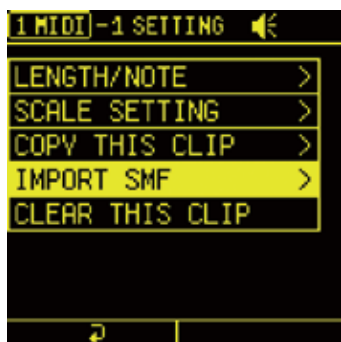 1 MIDI-1 SETTING
LENGTH/NOTE >
SCALE SETTING >
COPY THIS CLIP >
IMPORT SMF >
CLEAR THIS CLIP